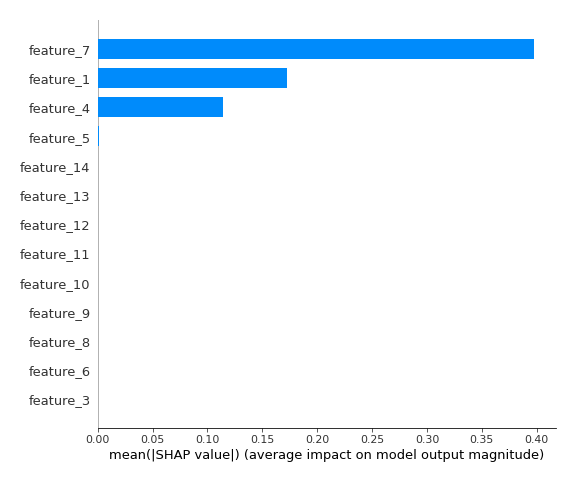 feature_7
feature_1
feature_4
feature_5
feature_14
feature_13
feature_12
feature_11
feature_10
feature_9
feature_8
feature_6
feature_3
0.00 0.05 0.10 0.15 0.20 0.25 0.30 0.35 0.40
mean(|SHAP value|) (average impact on model output magnitude)